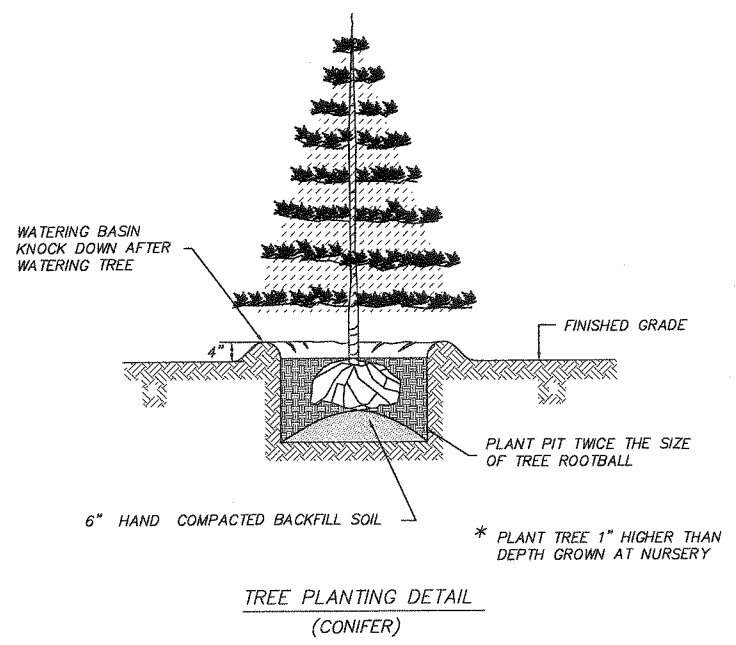 WATERING BASIN
KNOCK DOWN AFTER
WATERING TREE
4"
FINISHED GRADE
PLANT PIT TWICE THE SIZE
OF TREE ROOTBALL
6" HAND COMPACTED BACKFILL SOIL
* PLANT TREE 1" HIGHER THAN
DEPTH GROWN AT NURSERY
TREE PLANTING DETAIL
(CONIFER)